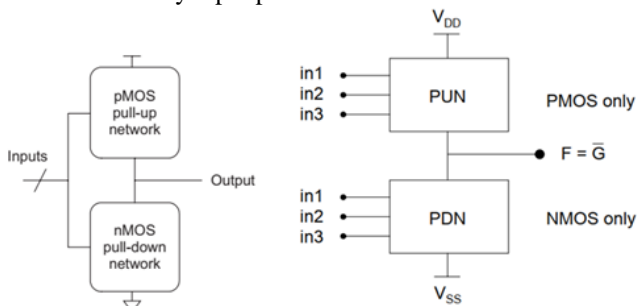 pMOS
pull-up
network
Inputs
Output
nMOS
pull-down
network
V_DD
in1
in2
in3
PUN
PMOS only
F = G̅
in1
in2
in3
PDN
NMOS only
V_SS